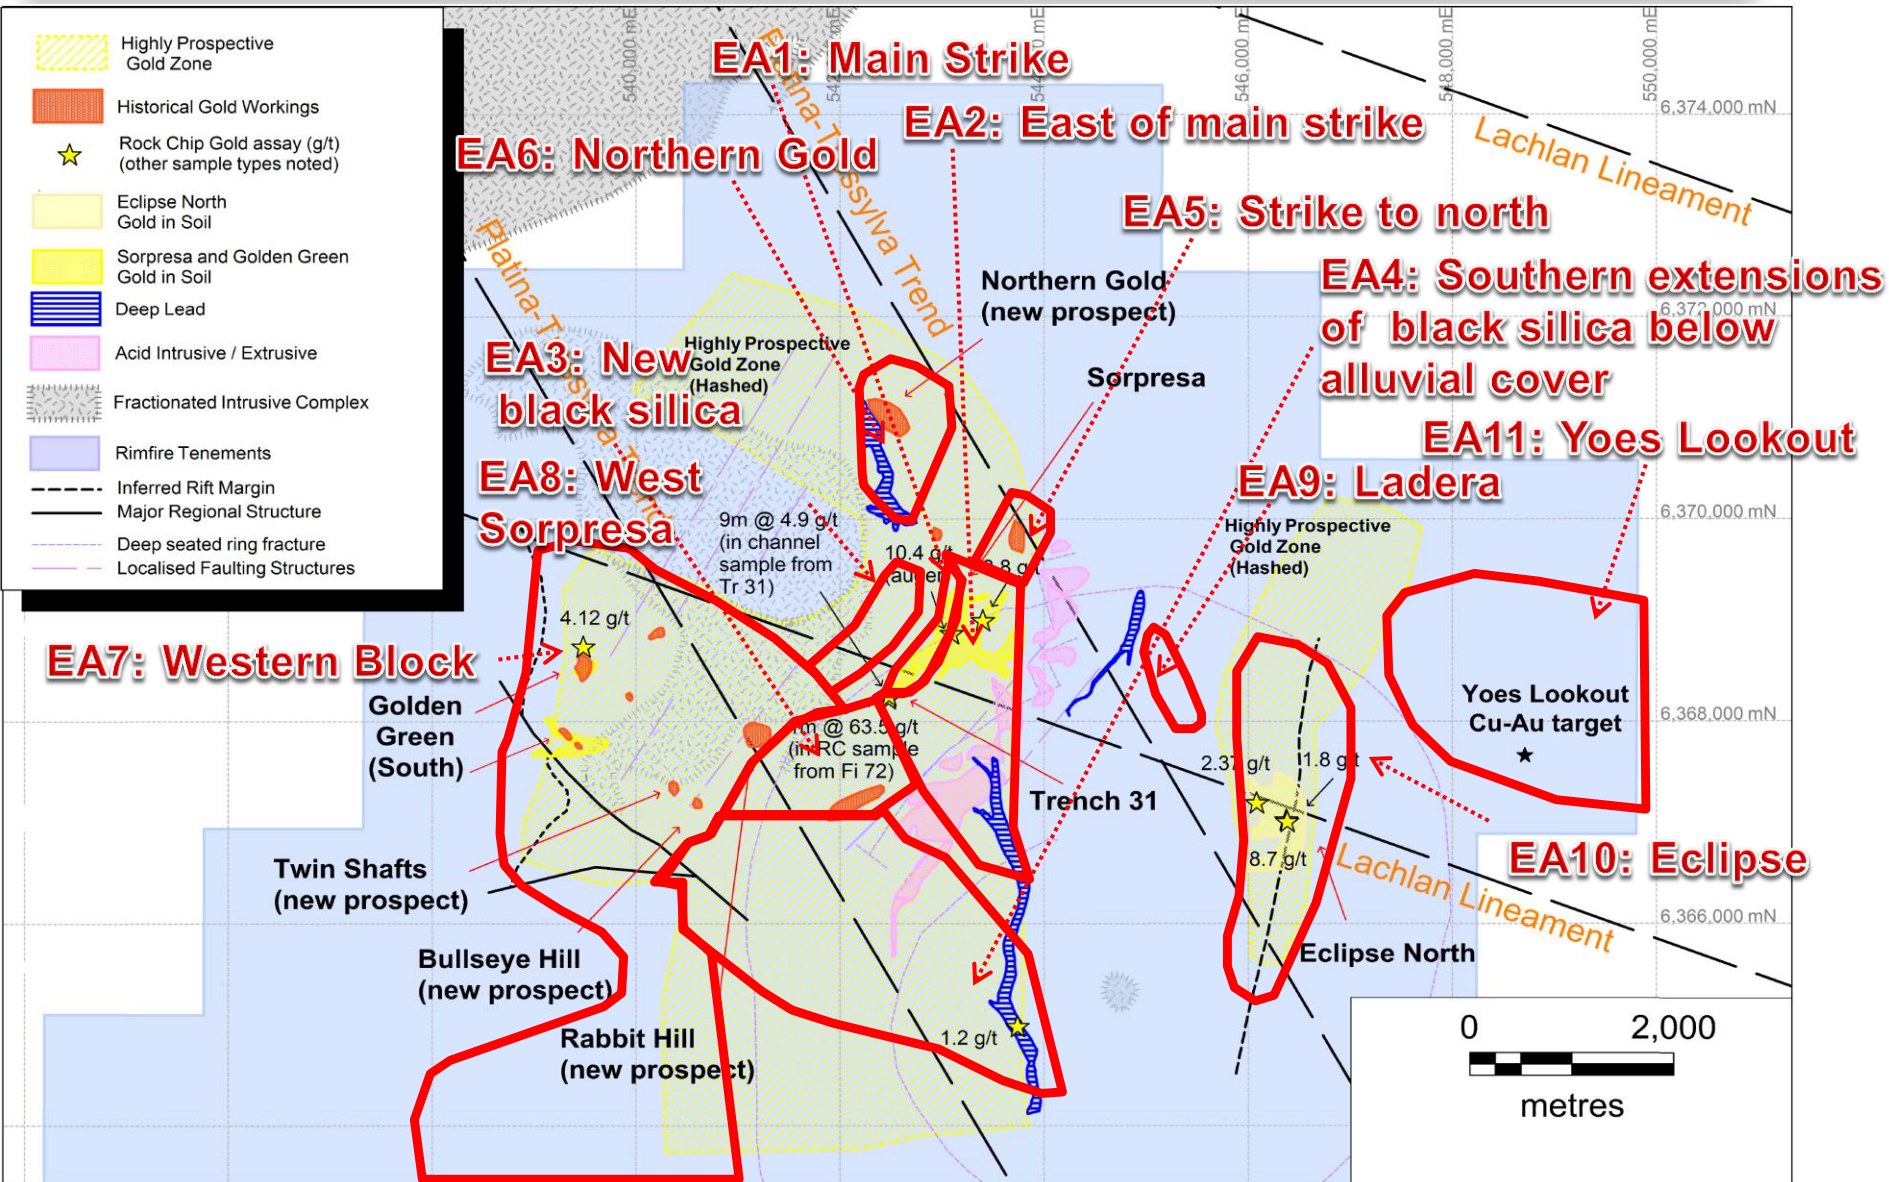 Highly Prospective
Gold Zone
Historical Gold Workings
Rock Chip Gold assay (g/t)
(other sample types noted)
Eclipse North
Gold in Soil
Sorpresa and Golden Green
Gold in Soil
Deep Lead
Acid Intrusive / Extrusive
Fractionated Intrusive Complex
Rimfire Tenements
Inferred Rift Margin
Major Regional Structure
Deep seated ring fracture
Localised Faulting Structures
540,000 mE
546,000 mE
548,000 mE
550,000 mE
6,374,000 mN
6,372,000 mN
6,370,000 mN
6,368,000 mN
6,366,000 mN
EA1: Main Strike
EA2: East of main strike
EA6: Northern Gold
EA5: Strike to north
EA4: Southern extensions
of black silica below
alluvial cover
EA3: New
black silica
EA11: Yoes Lookout
EA9: Ladera
EA8: West
Sorpresa
EA7: Western Block
EA10: Eclipse
Lachlan Lineament
Trend
Northern Gold
(new prospect)
Highly Prospective
Gold Zone
(Hashed)
Sorpresa
9m @ 4.9 g/t
(in channel
sample from
Tr 31)
10.4 g/t
Highly Prospective
Gold Zone
(Hashed)
4.12 g/t
Golden
Green
(South)
Yoes Lookout
Cu-Au target
@ 63.5 g/t
sample
from Fi 72)
1.8 g/t
Trench 31
8.7 g/t
Lachlan Lineament
Twin Shafts
(new prospect)
Eclipse North
Bullseye Hill
(new prospect)
Rabbit Hill
(new prospect)
1.2 g/t
0 2,000
metres